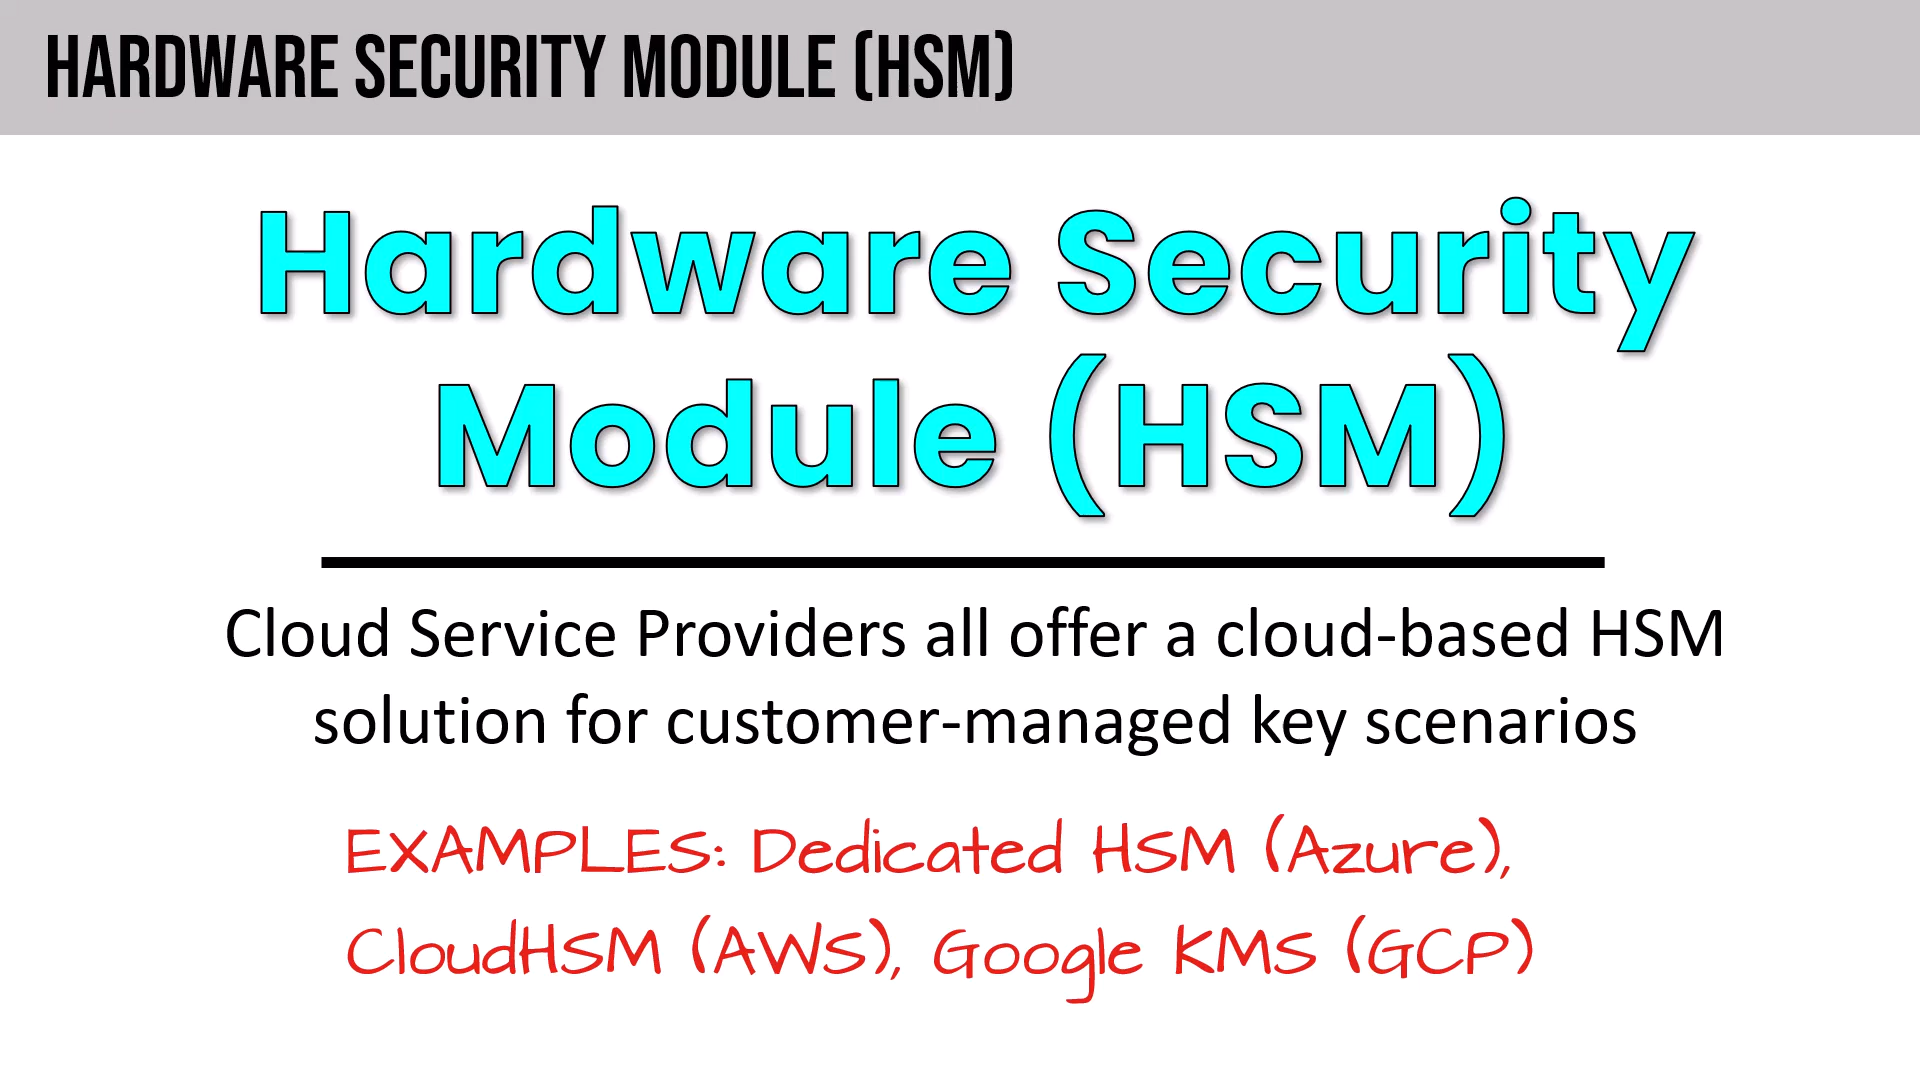 HARDWARE SECURITY MODULE (HSM)
Hardware Security
Module (HSM)
Cloud Service Providers all offer a cloud-based HSM
solution for customer-managed key scenarios
EXAMPLES: Dedicated HSM (Azure),
CloudHSM (AWS), Google KMS (GCP)